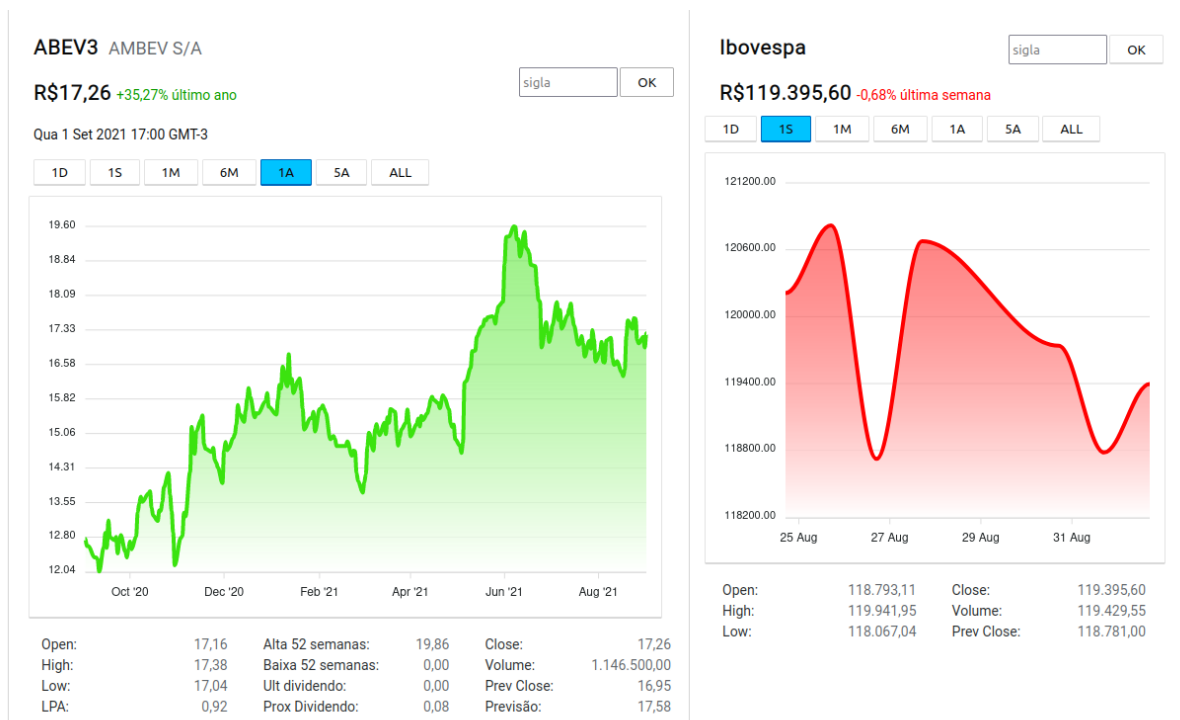 ABEV3 AMBEV S/A
R$17,26 +35,27% último ano
sigla OK
Qua 1 Set 2021 17:00 GMT-3
1D 1S 1M 6M 1A 5A ALL
19.60
18.84
18.09
17.33
16.58
15.82
15.06
14.31
13.55
12.80
12.04
Oct '20 Dec '20 Feb '21 Apr '21 Jun '21 Aug '21
Open: 17,16 Alta 52 semanas: 19,86 Close: 17,26
High: 17,38 Baixa 52 semanas: 0,00 Volume: 1.146.500,00
Low: 17,04 Ult dividendo: 0,00 Prev Close: 16,95
LPA: 0,92 Prox Dividendo: 0,08 Previsão: 17,58
Ibovespa
sigla OK
R$119.395,60 -0,68% última semana
1D 1S 1M 6M 1A 5A ALL
121200.00
120600.00
120000.00
119400.00
118800.00
118200.00
25 Aug 27 Aug 29 Aug 31 Aug
Open: 118.793,11 Close: 119.395,60
High: 119.941,95 Volume: 119.429,55
Low: 118.067,04 Prev Close: 118.781,00